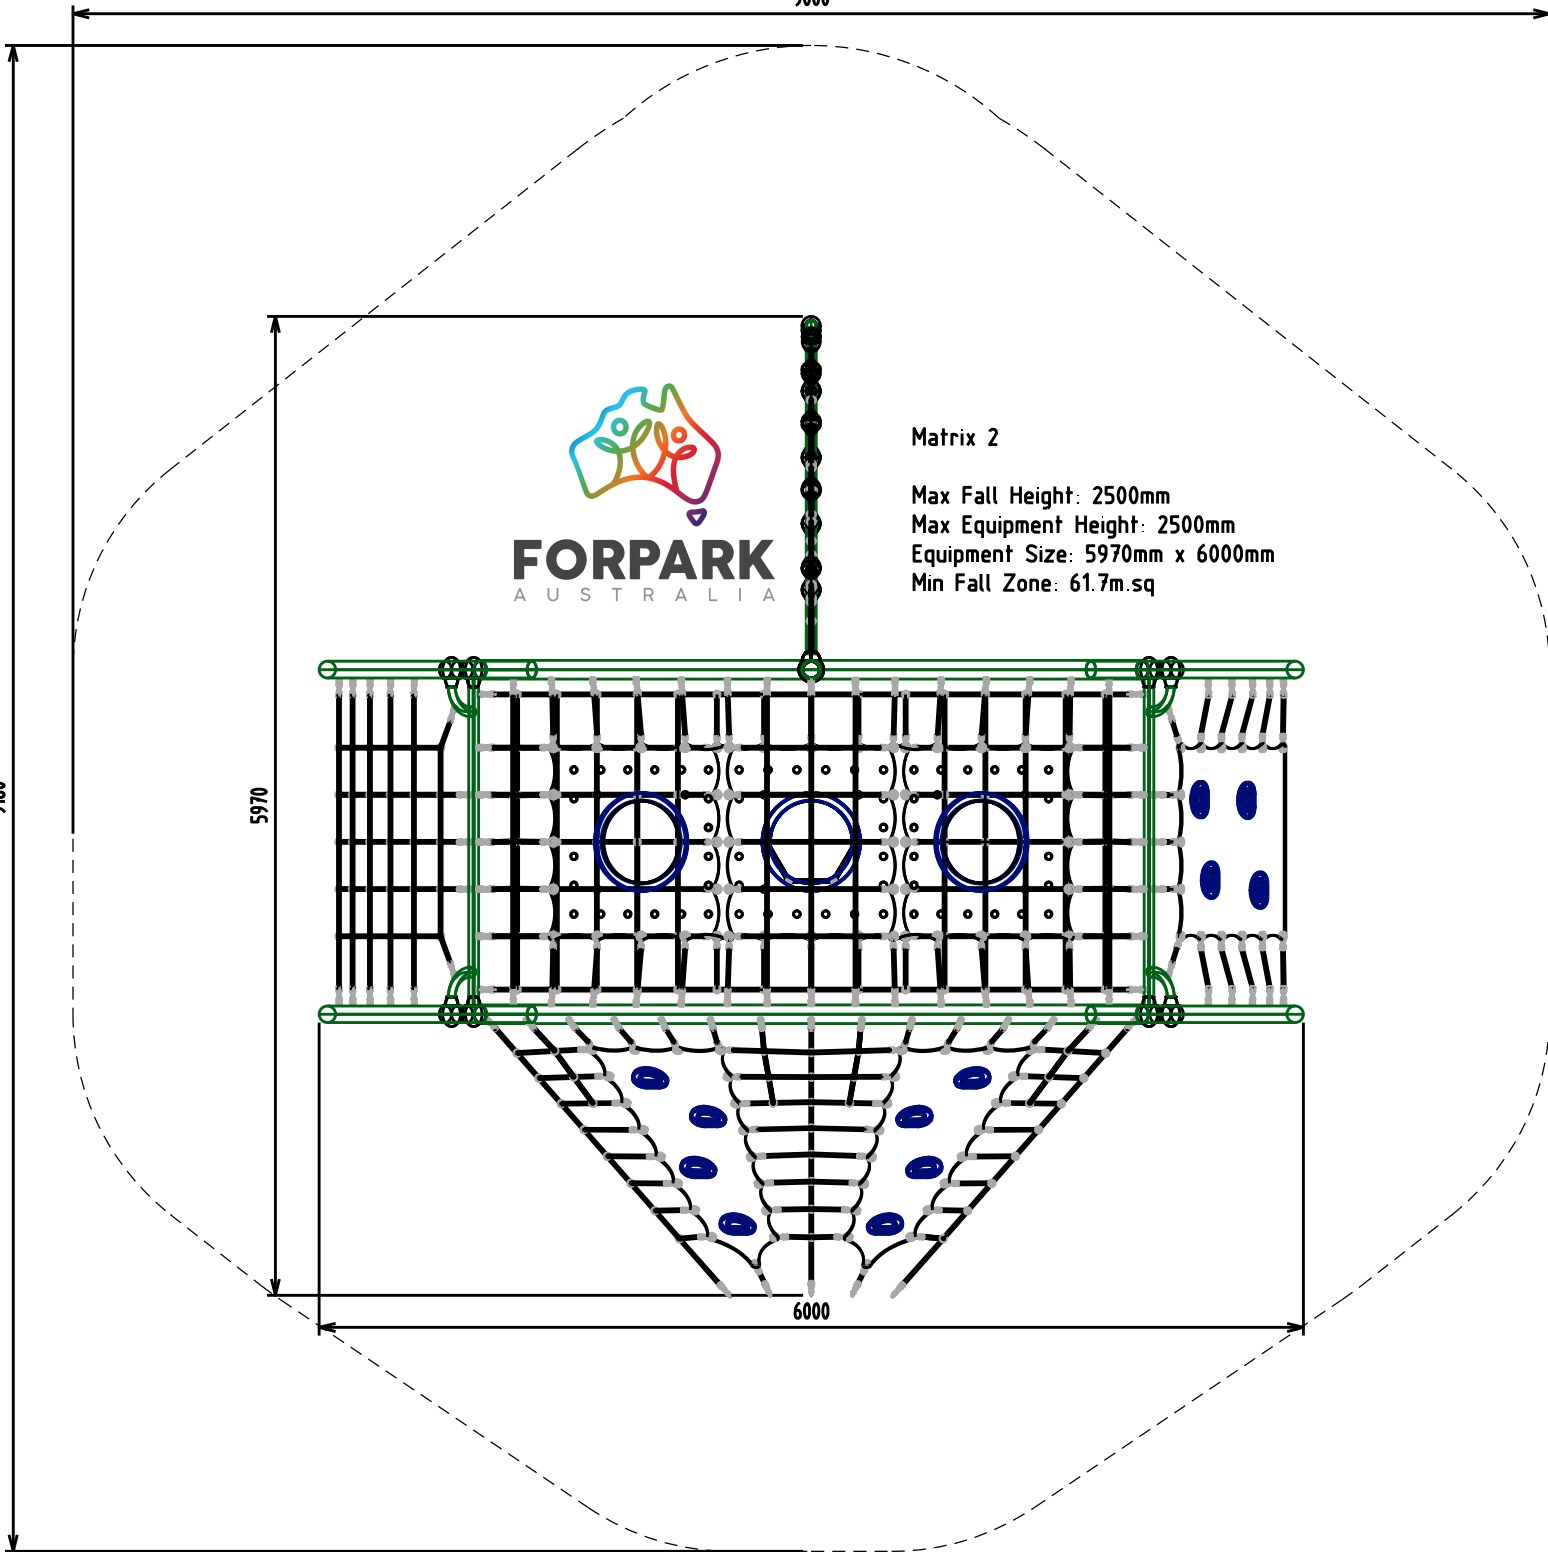 Matrix 2
Max Fall Height: 2500mm
Max Equipment Height: 2500mm
Equipment Size: 5970mm x 6000mm
Min Fall Zone: 61.7m.sq
FORPARK
AUSTRALIA
5970
6000